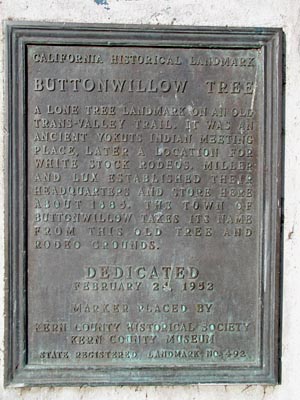 CALIFORNIA HISTORICAL LANDMARK
BUTTONWILLOW TREE
A LONE TREE LANDMARK ON AN OLD
TRANS-VALLEY TRAIL. IT WAS AN
ANCIENT YOKUTS INDIAN MEETING
PLACE, LATER A LOCATION FOR
WHITE STOCK RODEOS. MILLER
AND LUX ESTABLISHED THEIR
HEADQUARTERS AND STORE HERE
ABOUT 1885. THE TOWN OF
BUTTONWILLOW TAKES ITS NAME
FROM THIS OLD TREE AND
RODEO GROUNDS.
DEDICATED
FEBRUARY 1952
MARKER PLACED BY
KERN COUNTY HISTORICAL SOCIETY
KERN COUNTY MUSEUM
STATE REGISTERED LANDMARK NO. 492